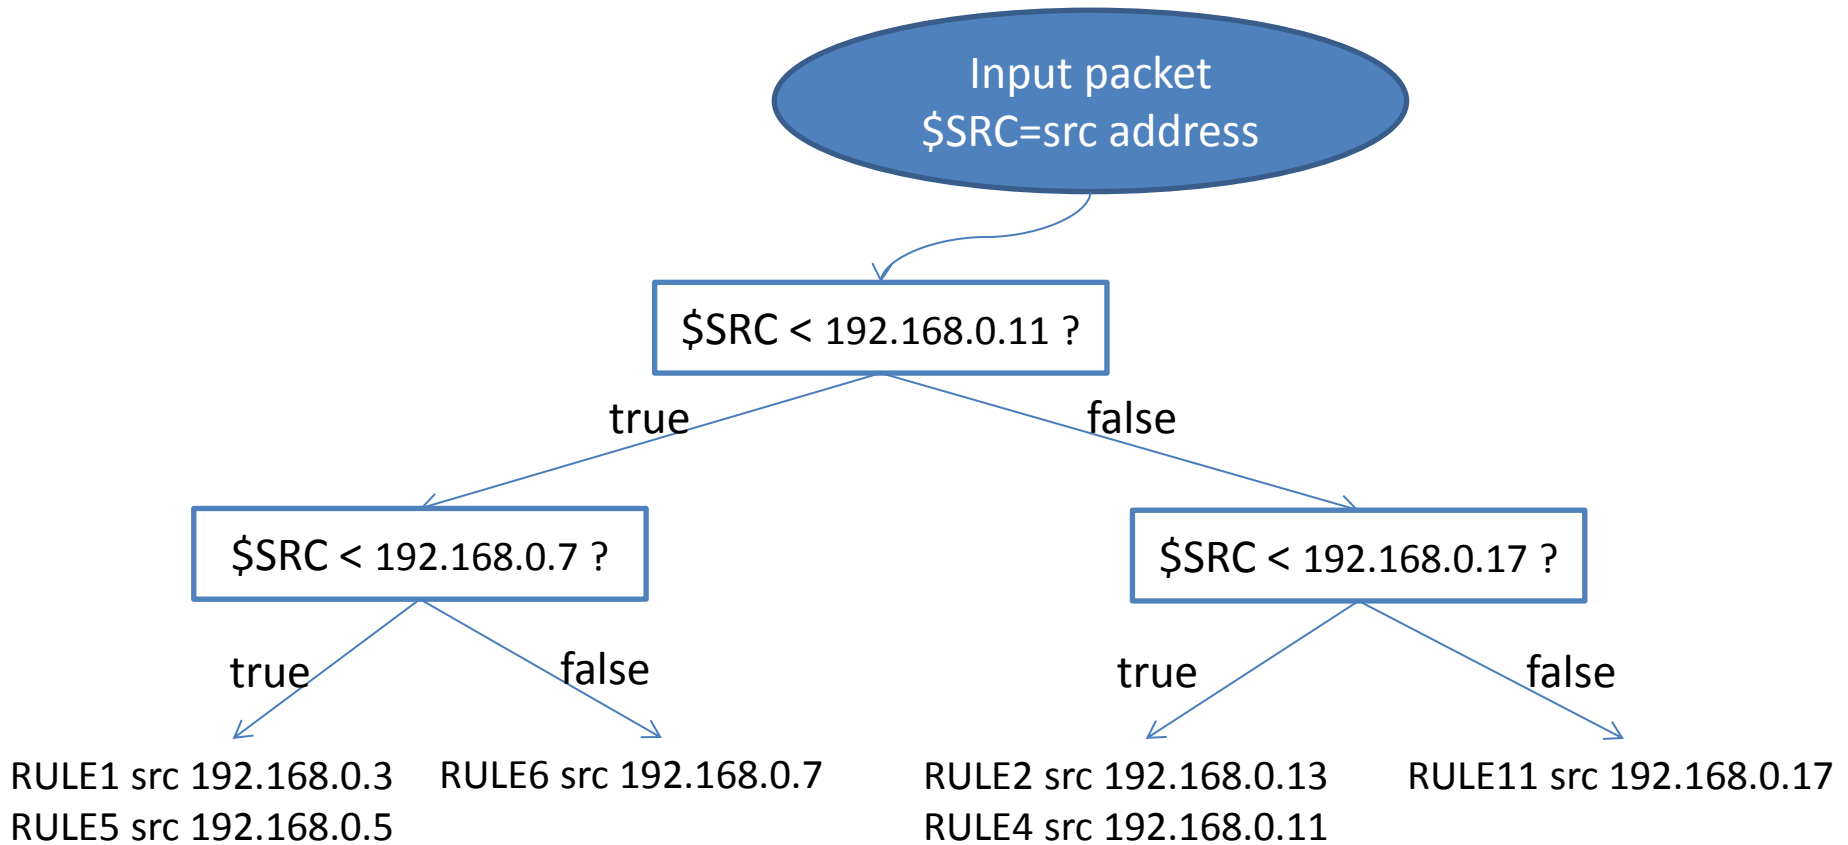 Input packet
$SRC=src address
$SRC < 192.168.0.11 ?
true
false
$SRC < 192.168.0.7 ?
$SRC < 192.168.0.17 ?
true
false
true
false
RULE1 src 192.168.0.3
RULE5 src 192.168.0.5
RULE6 src 192.168.0.7
RULE2 src 192.168.0.13
RULE4 src 192.168.0.11
RULE11 src 192.168.0.17